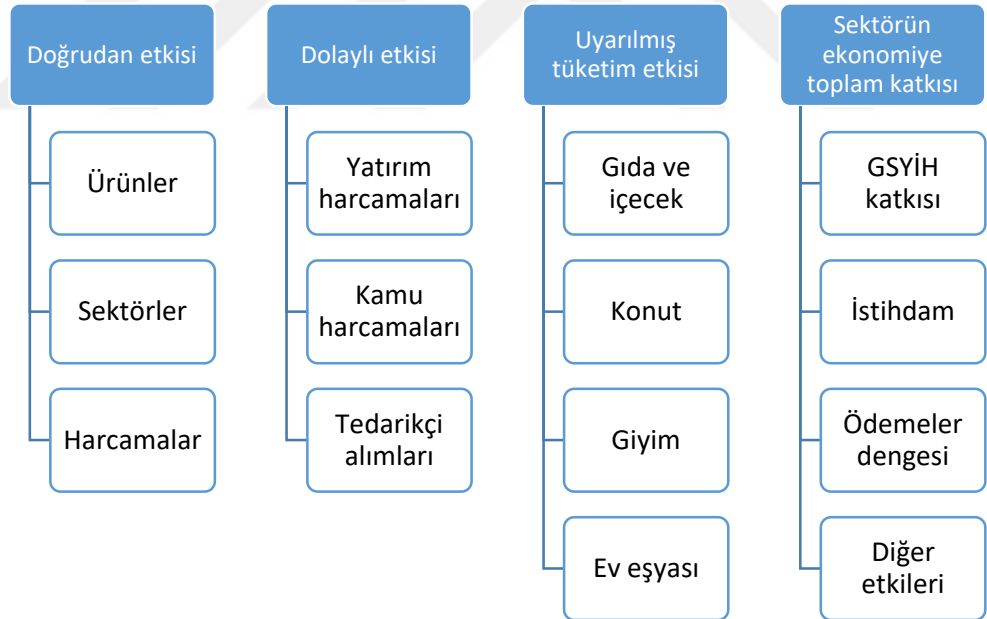 Doğrudan etkisi
Ürünler
Sektörler
Harcamalar
Dolaylı etkisi
Yatırım
harcamaları
Kamu
harcamaları
Tedarikçi
alımları
Uyarılmış
tüketim etkisi
Gıda ve
içecek
Konut
Giyim
Ev eşyası
Sektörün
ekonomiye
toplam katkısı
GSYİH
katkısı
İstihdam
Ödemeler
dengesi
Diğer
etkileri